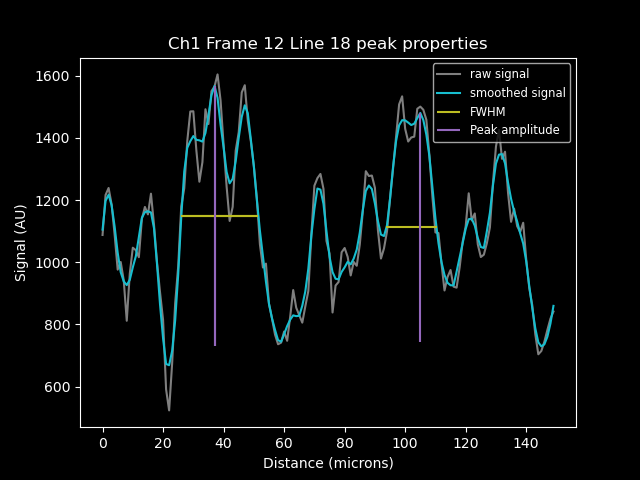 Ch1 Frame 12 Line 18 peak properties
raw signal
smoothed signal
FWHM
Peak amplitude
Signal (AU)
1600
1400
1200
1000
800
600
0 20 40 60 80 100 120 140
Distance (microns)